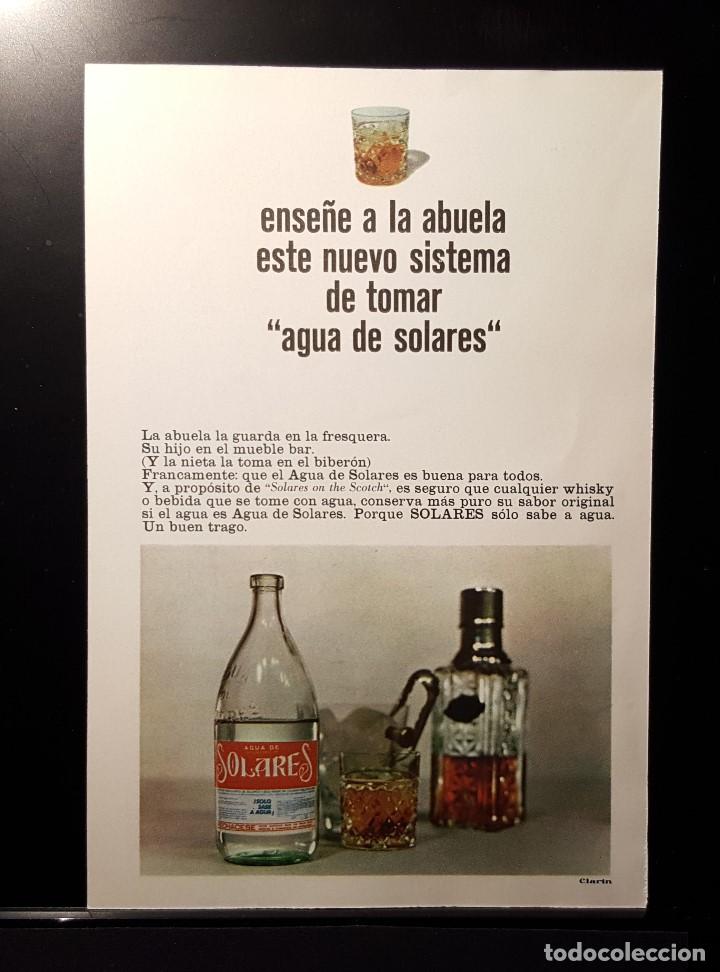 enseñe a la abuela
este nuevo sistema
de tomar
“agua de solares“
La abuela la guarda en la fresquera.
Su hijo en el mueble bar.
(Y la nieta la toma en el biberón)
Francamente: que el Agua de Solares es buena para todos.
Y, a propósito de “Solares on the Scotch“, es seguro que cualquier whisky
o bebida que se tome con agua, conserva más puro su sabor original
si el agua es Agua de Solares. Porque SOLARES sólo sabe a agua.
Un buen trago.
AGUA DE
SOLARES
¡SOLO
SABE
A AGUA!
Clarín
todocoleccion
todocoleccion.net